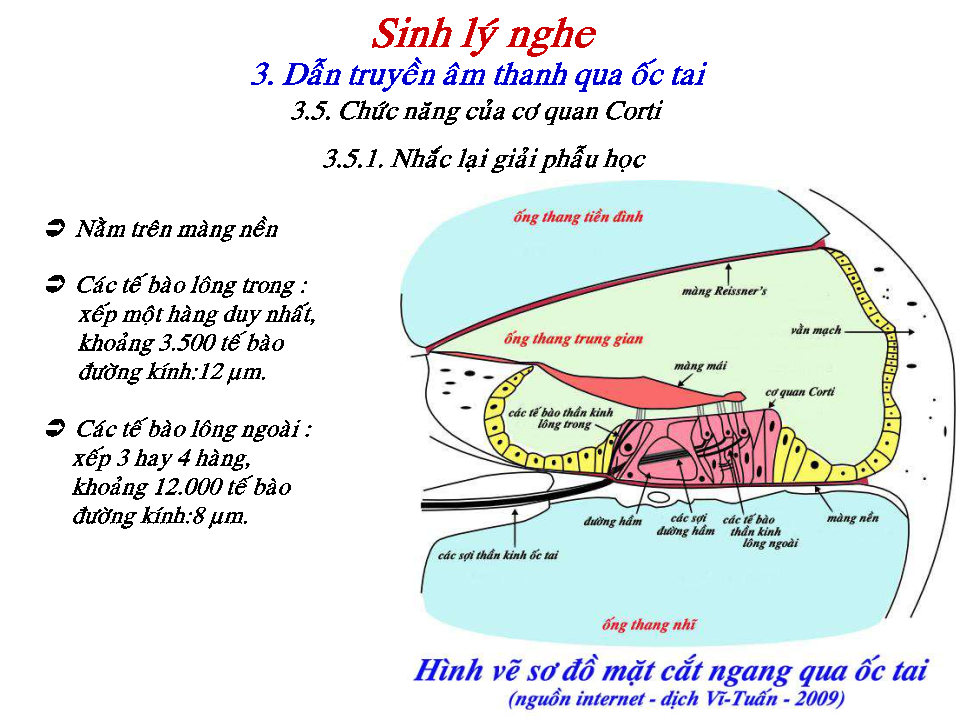 Sinh lý nghe
3. Dẫn truyền âm thanh qua ốc tai
3.5. Chức năng của cơ quan Corti
3.5.1. Nhắc lại giải phẫu học
➲ Nằm trên màng nền
➲ Các tế bào lông trong :
xếp một hàng duy nhất,
khoảng 3.500 tế bào
đường kính:12 µm.
➲ Các tế bào lông ngoài :
xếp 3 hay 4 hàng,
khoảng 12.000 tế bào
đường kính:8 µm.
ống thang tiền đình
màng Reissner's
vằn mạch
ống thang trung gian
màng mái
cơ quan Corti
các tế bào thần kinh
lông trong
đường hầm
các sợi
đường hầm
các tế bào
thần kinh
lông ngoài
màng nền
các sợi thần kinh ốc tai
ống thang nhĩ
Hình vẽ sơ đồ mặt cắt ngang qua ốc tai
(nguồn internet - dịch Vĩ-Tuấn - 2009)